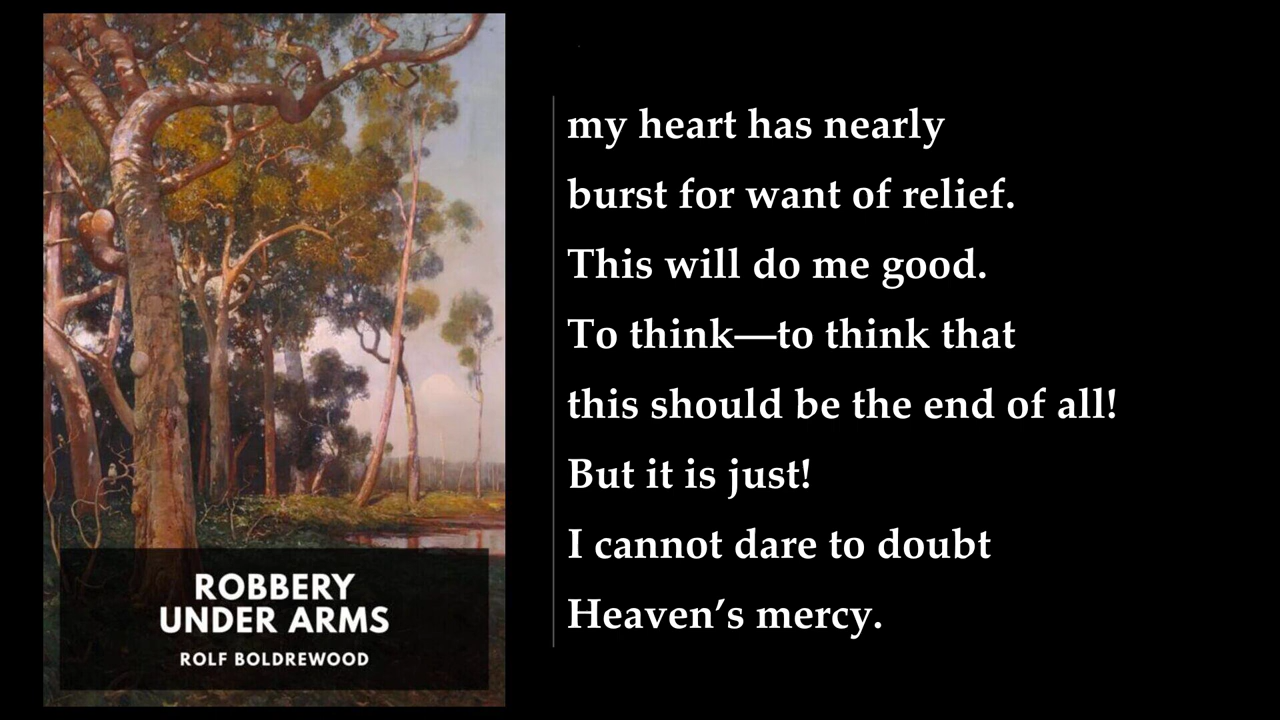 ROBBERY
UNDER ARMS
ROLF BOLDREWOOD
my heart has nearly
burst for want of relief.
This will do me good.
To think—to think that
this should be the end of all!
But it is just!
I cannot dare to doubt
Heaven’s mercy.